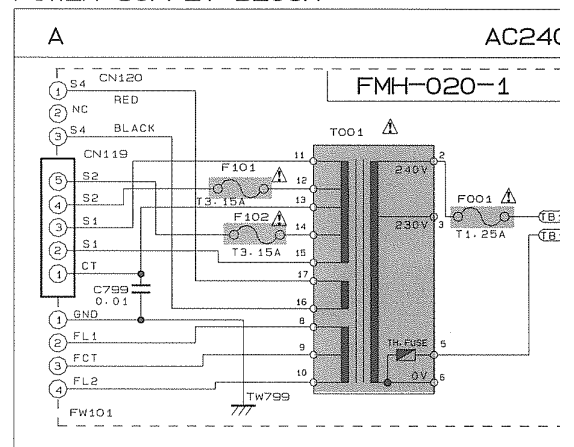 A AC240
FMH-020-1
CN120
1 S4
RED
2 NC
3 S4 BLACK
CN119
5 S2
4 S2
3 S1
2 S1
1 CT
C799
0.01
1 GND
2 FL1
3 FCT
4 FL2
FW101
TW799
F101
T3.15A
F102
T3.15A
T001
11
12
13
14
15
17
16
8
9
10
240V 2
230V 3
TH.FUSE 5
0V 6
F001
T1.25A
TB
TB